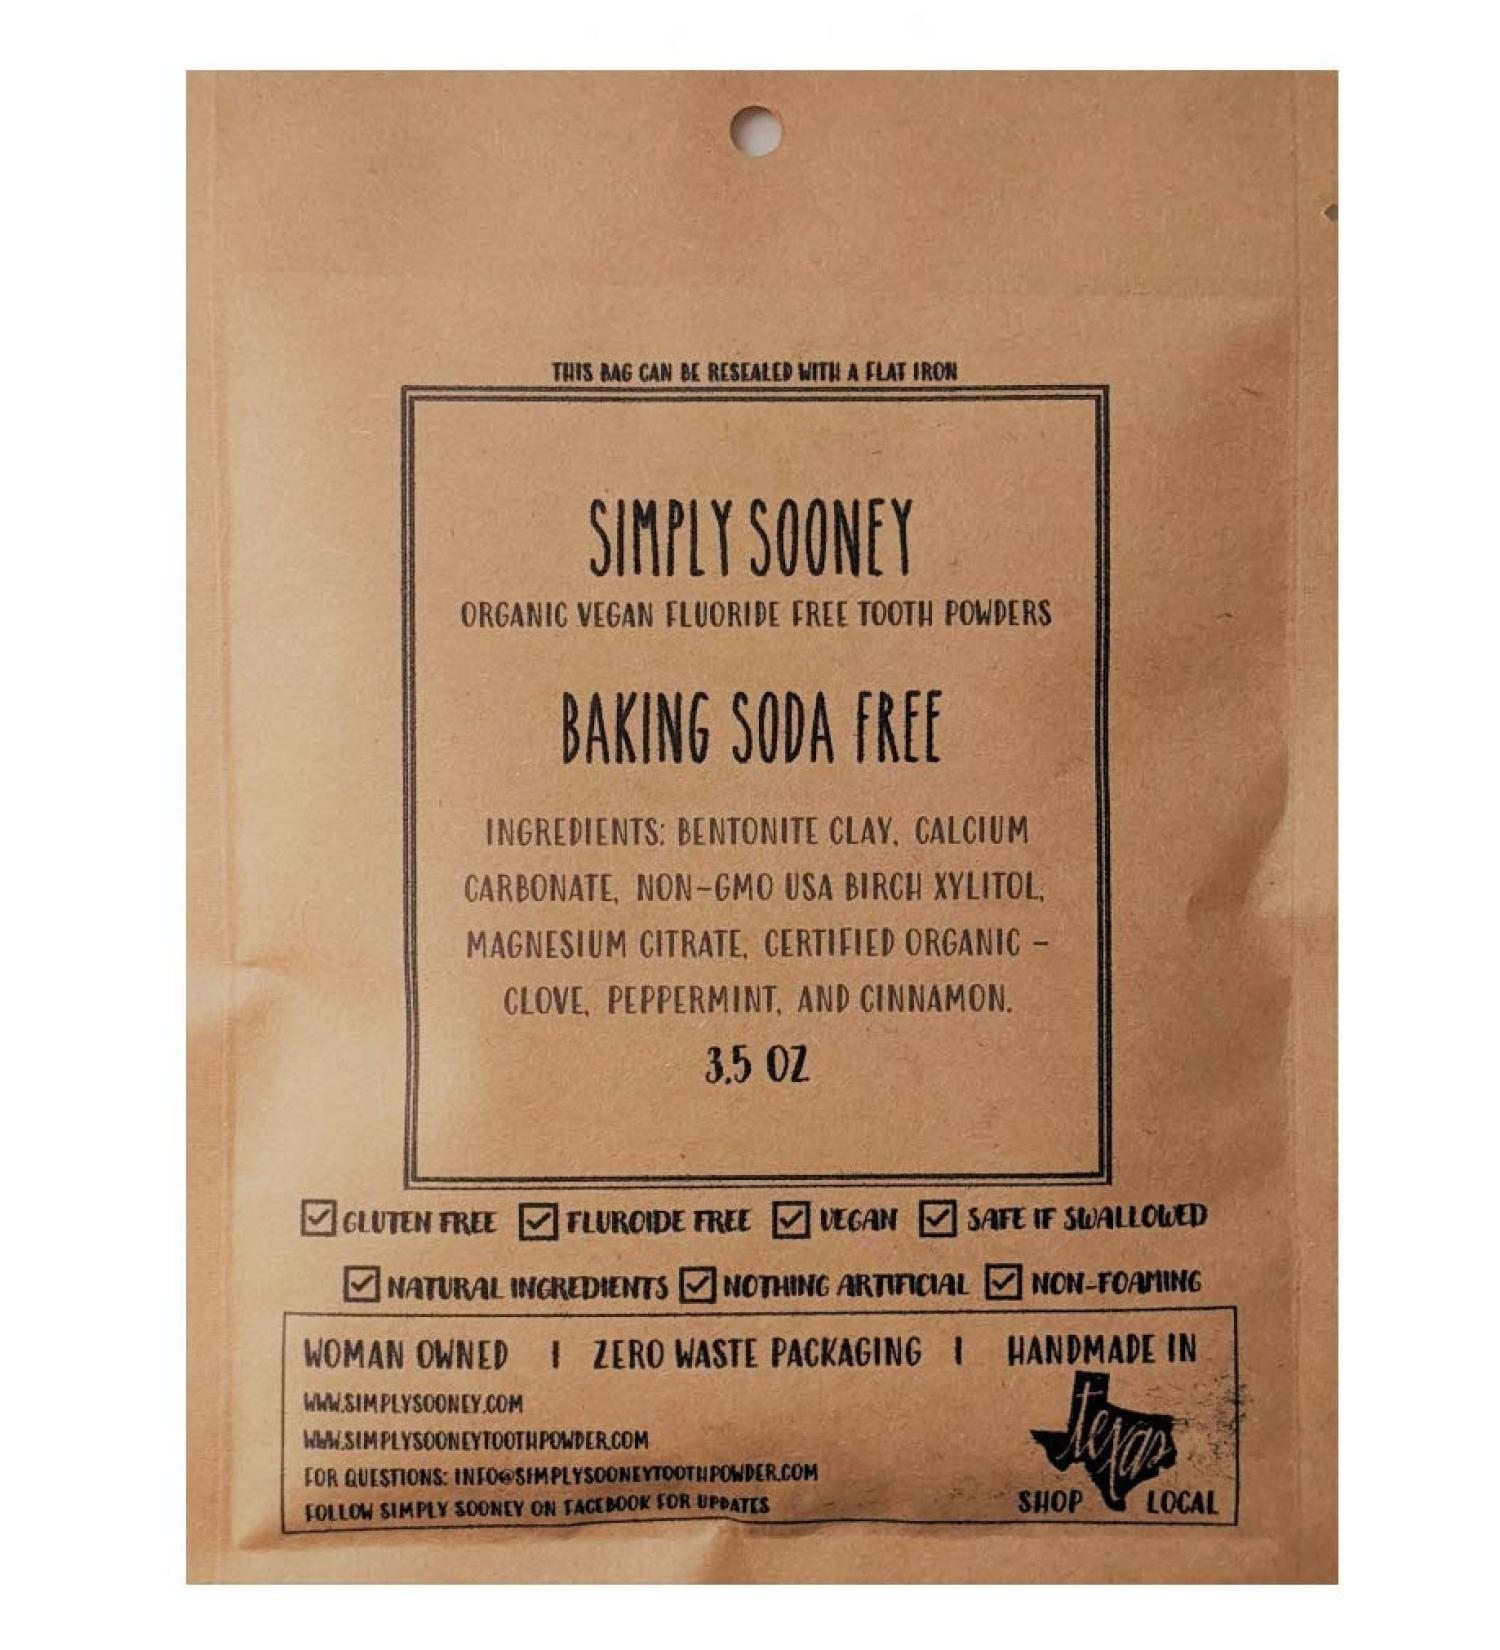 THIS BAG CAN BE RESEALED WITH A FLAT IRON
SIMPLY SOONEY
ORGANIC VEGAN FLUORIDE FREE TOOTH POWDERS
BAKING SODA FREE
INGREDIENTS: BENTONITE CLAY, CALCIUM
CARBONATE, NON-GMO USA BIRCH XYLITOL,
MAGNESIUM CITRATE, CERTIFIED ORGANIC -
CLOVE, PEPPERMINT, AND CINNAMON.
3.5 OZ
GLUTEN FREE FLUROIDE FREE VEGAN SAFE IF SWALLOWED
NATURAL INGREDIENTS NOTHING ARTIFICIAL NON-FOAMING
WOMAN OWNED | ZERO WASTE PACKAGING | HANDMADE IN
texas
WWW.SIMPLYSOONEY.COM
WWW.SIMPLYSOONEYTOOTHPOWDER.COM
FOR QUESTIONS: INFO@SIMPLYSOONEYTOOTHPOWDER.COM
FOLLOW SIMPLY SOONEY ON FACEBOOK FOR UPDATES
SHOP LOCAL